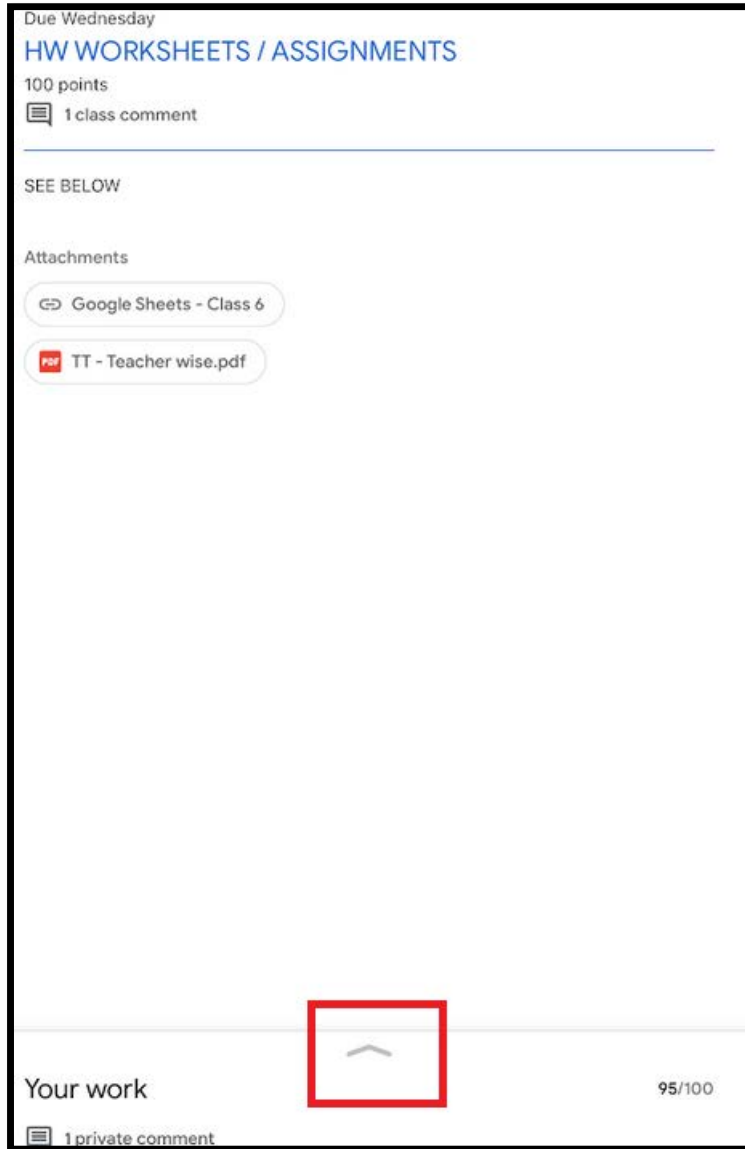 Due Wednesday
HW WORKSHEETS / ASSIGNMENTS
100 points
1 class comment
SEE BELOW
Attachments
Google Sheets - Class 6
PDF TT - Teacher wise.pdf
Your work 95/100
1 private comment